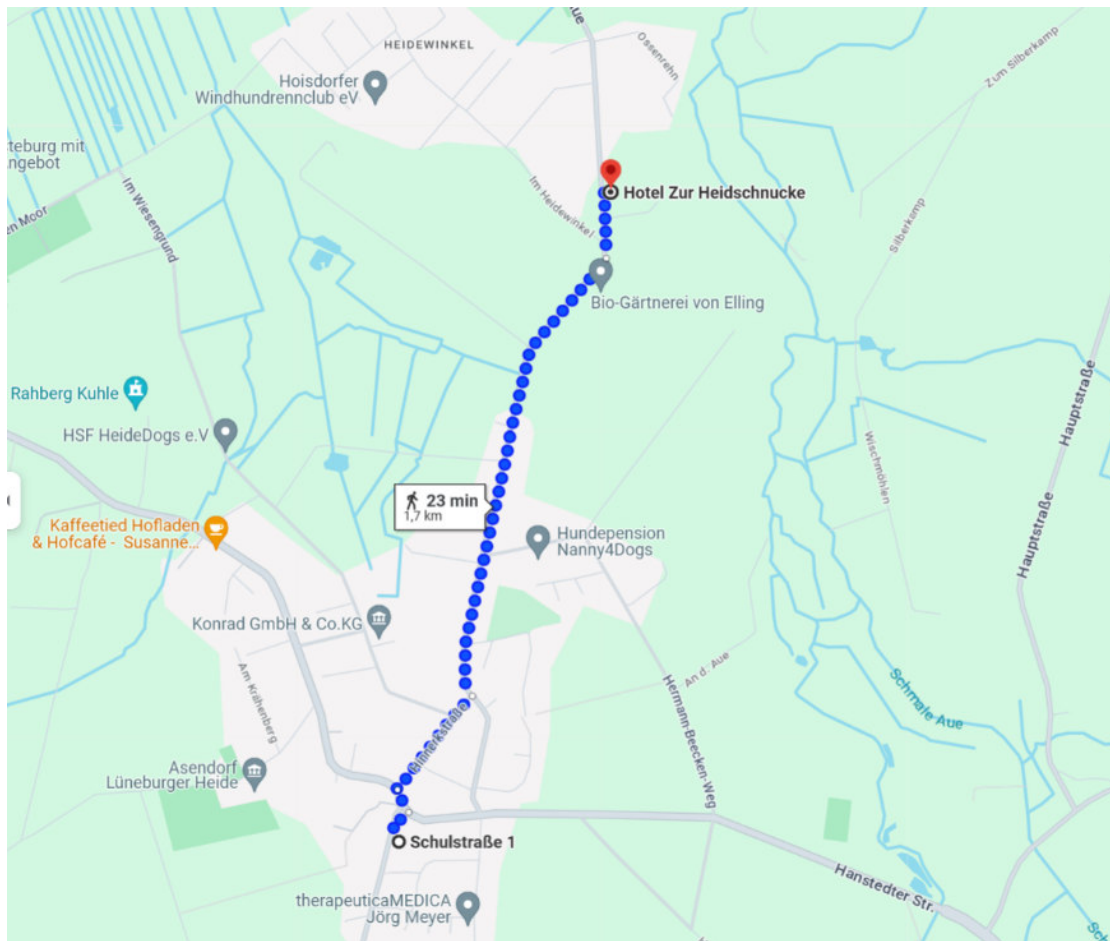 ue
HEIDEWINKEL
Ossenrehn
Hoisdorfer
Windhundrennclub eV
Zum Silberkamp
teburg mit
ngebot
Im Wiesengrund
en Moor
Im Heidewinkel
Hotel Zur Heidschnucke
Silberkamp
Bio-Gärtnerei von Elling
Rahberg Kuhle
HSF HeideDogs e.V
Hauptstraße
Wischmöhlen
23 min
1,7 km
Kaffeetied Hofladen
& Hofcafé - Susanne...
Hundepension
Nanny4Dogs
Hauptstraße
Konrad GmbH & Co.KG
Am Krähenberg
An d. Aue
Schmale Aue
Hermann-Beecken-Weg
Asendorf
Lüneburger Heide
Schulstraße 1
Hanstedter Str.
therapeuticaMEDICA
Jörg Meyer